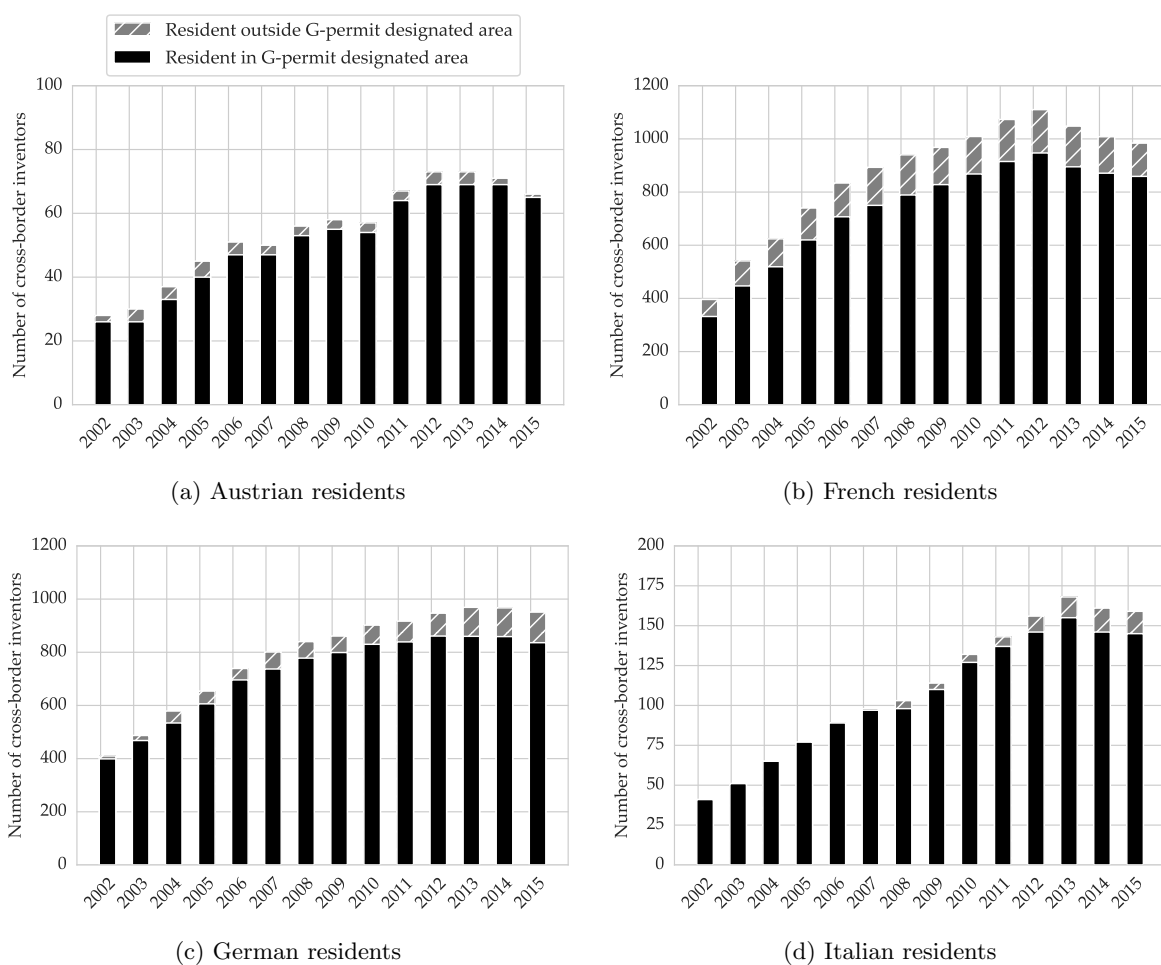 Resident outside G-permit designated area
Resident in G-permit designated area
Number of cross-border inventors
100
80
60
40
20
0
2002 2003 2004 2005 2006 2007 2008 2009 2010 2011 2012 2013 2014 2015
(a) Austrian residents
Number of cross-border inventors
1200
1000
800
600
400
200
0
2002 2003 2004 2005 2006 2007 2008 2009 2010 2011 2012 2013 2014 2015
(b) French residents
Number of cross-border inventors
1200
1000
800
600
400
200
0
2002 2003 2004 2005 2006 2007 2008 2009 2010 2011 2012 2013 2014 2015
(c) German residents
Number of cross-border inventors
200
175
150
125
100
75
50
25
0
2002 2003 2004 2005 2006 2007 2008 2009 2010 2011 2012 2013 2014 2015
(d) Italian residents